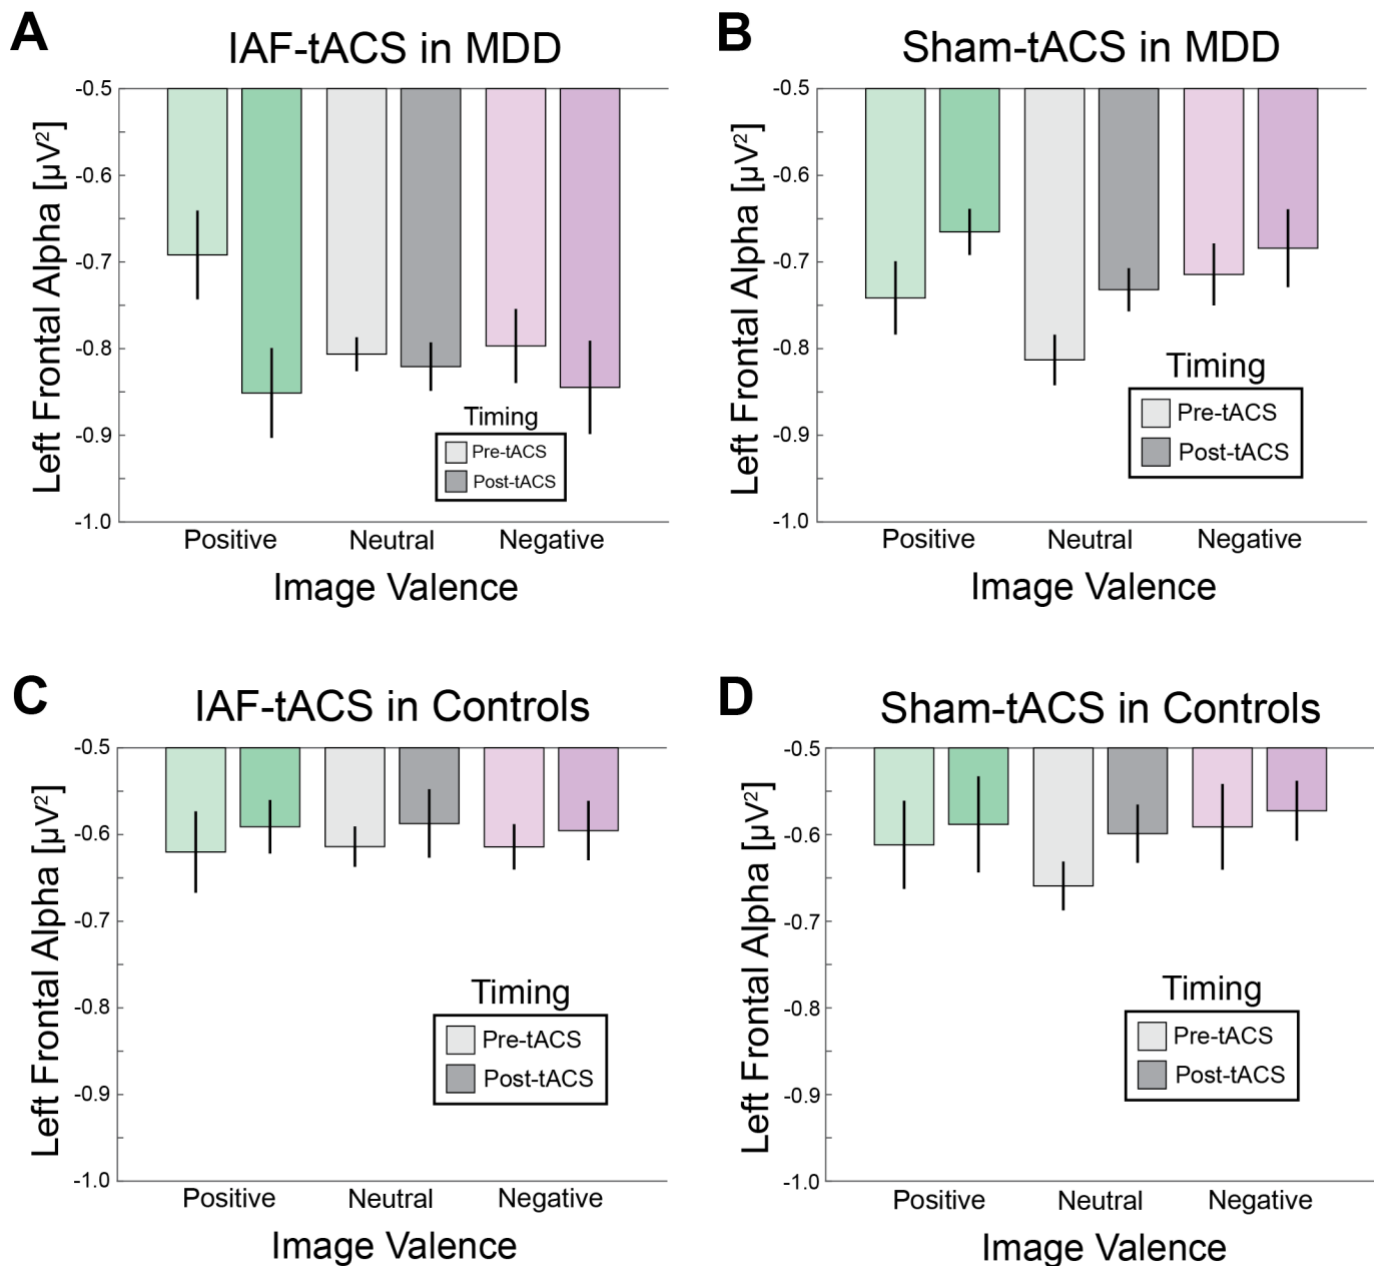 A
IAF-tACS in MDD
Left Frontal Alpha [µV²]
-0.5
-0.6
-0.7
-0.8
-0.9
-1.0
Timing
Pre-tACS
Post-tACS
Positive
Neutral
Negative
Image Valence
B
Sham-tACS in MDD
Left Frontal Alpha [µV²]
-0.5
-0.6
-0.7
-0.8
-0.9
-1.0
Timing
Pre-tACS
Post-tACS
Positive
Neutral
Negative
Image Valence
C
IAF-tACS in Controls
Left Frontal Alpha [µV²]
-0.5
-0.6
-0.7
-0.8
-0.9
-1.0
Timing
Pre-tACS
Post-tACS
Positive
Neutral
Negative
Image Valence
D
Sham-tACS in Controls
Left Frontal Alpha [µV²]
-0.5
-0.6
-0.7
-0.8
-0.9
-1.0
Timing
Pre-tACS
Post-tACS
Positive
Neutral
Negative
Image Valence